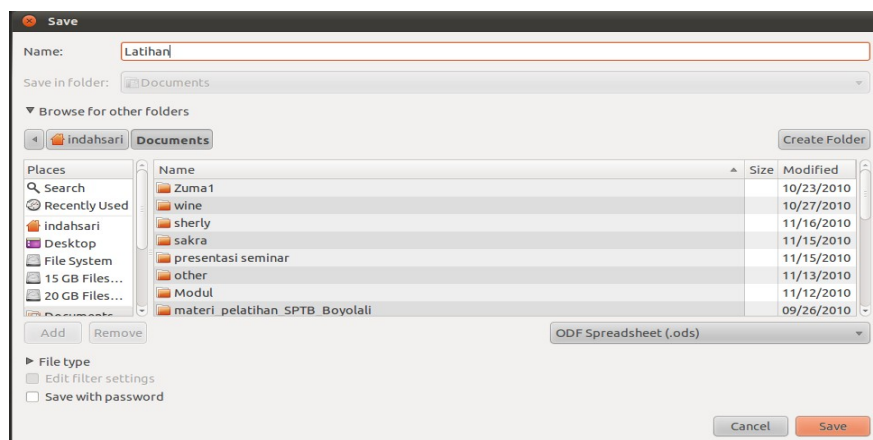 Save
Name: Latihan
Save in folder: Documents
Browse for other folders
indahsari Documents Create Folder
Places Name Size Modified
Search Zuma1 10/23/2010
Recently Used wine 10/27/2010
indahsari sherly 11/16/2010
Desktop sakra 11/15/2010
File System presentasi seminar 11/15/2010
15 GB Files... other 11/13/2010
20 GB Files... Modul 11/12/2010
Documents materi_pelatihan_SPTB_Boyolali 09/26/2010
Add Remove ODF Spreadsheet (.ods)
File type
Edit filter settings
Save with password
Cancel Save